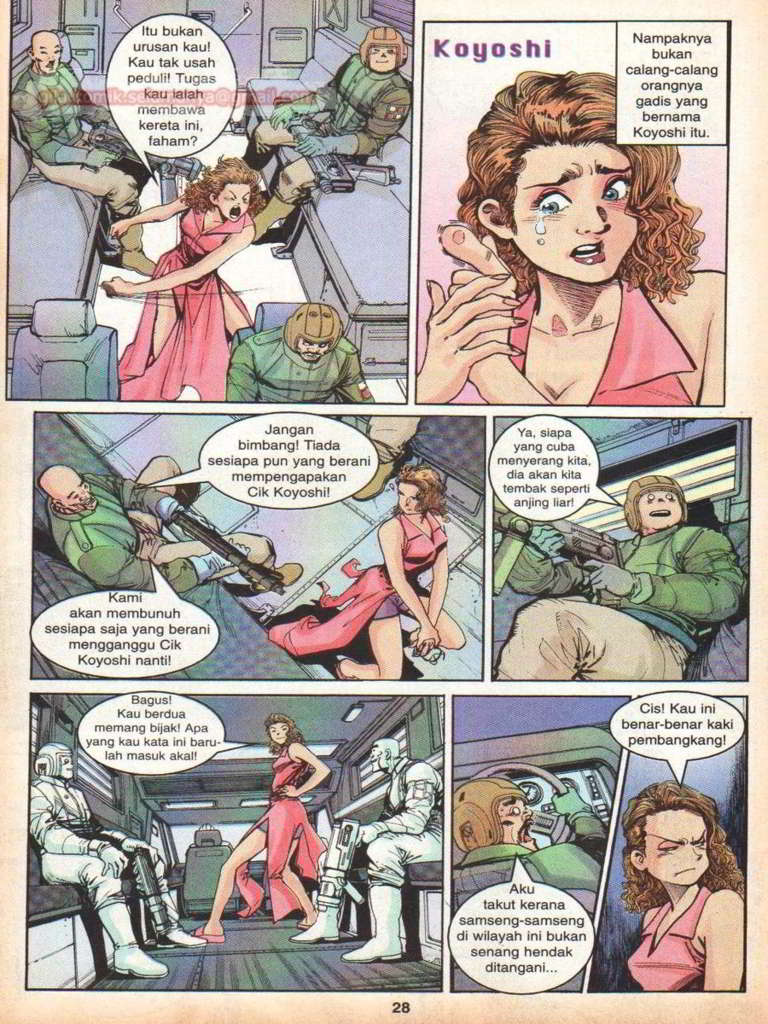 Itu bukan
urusan kau!
Kau tak usah
peduli! Tugas
kau ialah
membawa
kereta ini,
faham?
Koyoshi
Nampaknya
bukan
calang-calang
orangnya
gadis yang
bernama
Koyoshi itu.
Jangan
bimbang! Tiada
sesiapa pun yang berani
mempengapakan
Cik Koyoshi!
Kami
akan membunuh
sesiapa saja yang berani
mengganggu Cik
Koyoshi nanti!
Ya, siapa
yang cuba
menyerang kita,
dia akan kita
tembak seperti
anjing liar!
Bagus!
Kau berdua
memang bijak! Apa
yang kau kata ini baru-
lah masuk akal!
Aku
takut kerana
samseng-samseng
di wilayah ini bukan
senang hendak
ditangani...
Cis! Kau ini
benar-benar kaki
pembangkang!
28